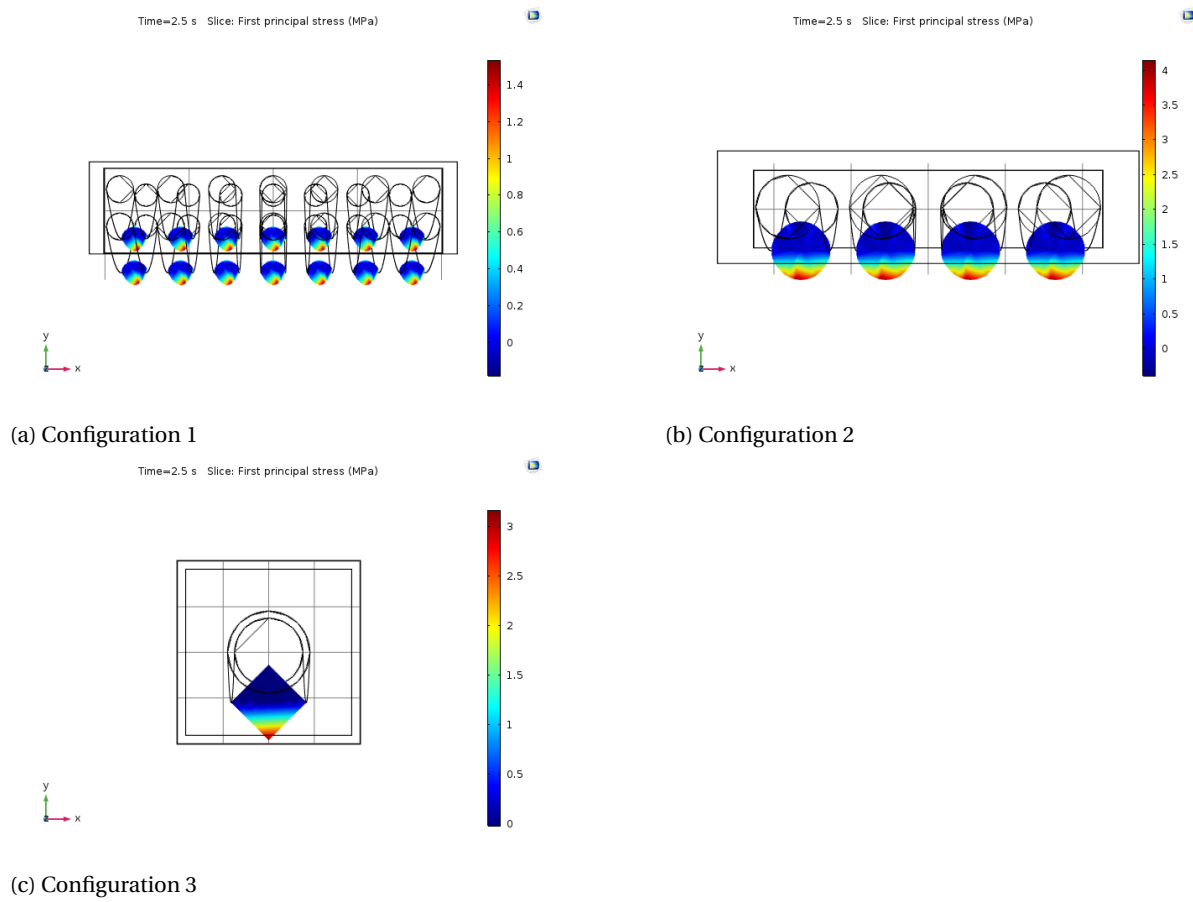 Time=2.5 s   Slice: First principal stress (MPa)
1.4
1.2
1
0.8
0.6
0.4
0.2
0
y
z
x
(a) Configuration 1
Time=2.5 s   Slice: First principal stress (MPa)
4
3.5
3
2.5
2
1.5
1
0.5
0
y
z
x
(b) Configuration 2
Time=2.5 s   Slice: First principal stress (MPa)
3
2.5
2
1.5
1
0.5
0
y
z
x
(c) Configuration 3